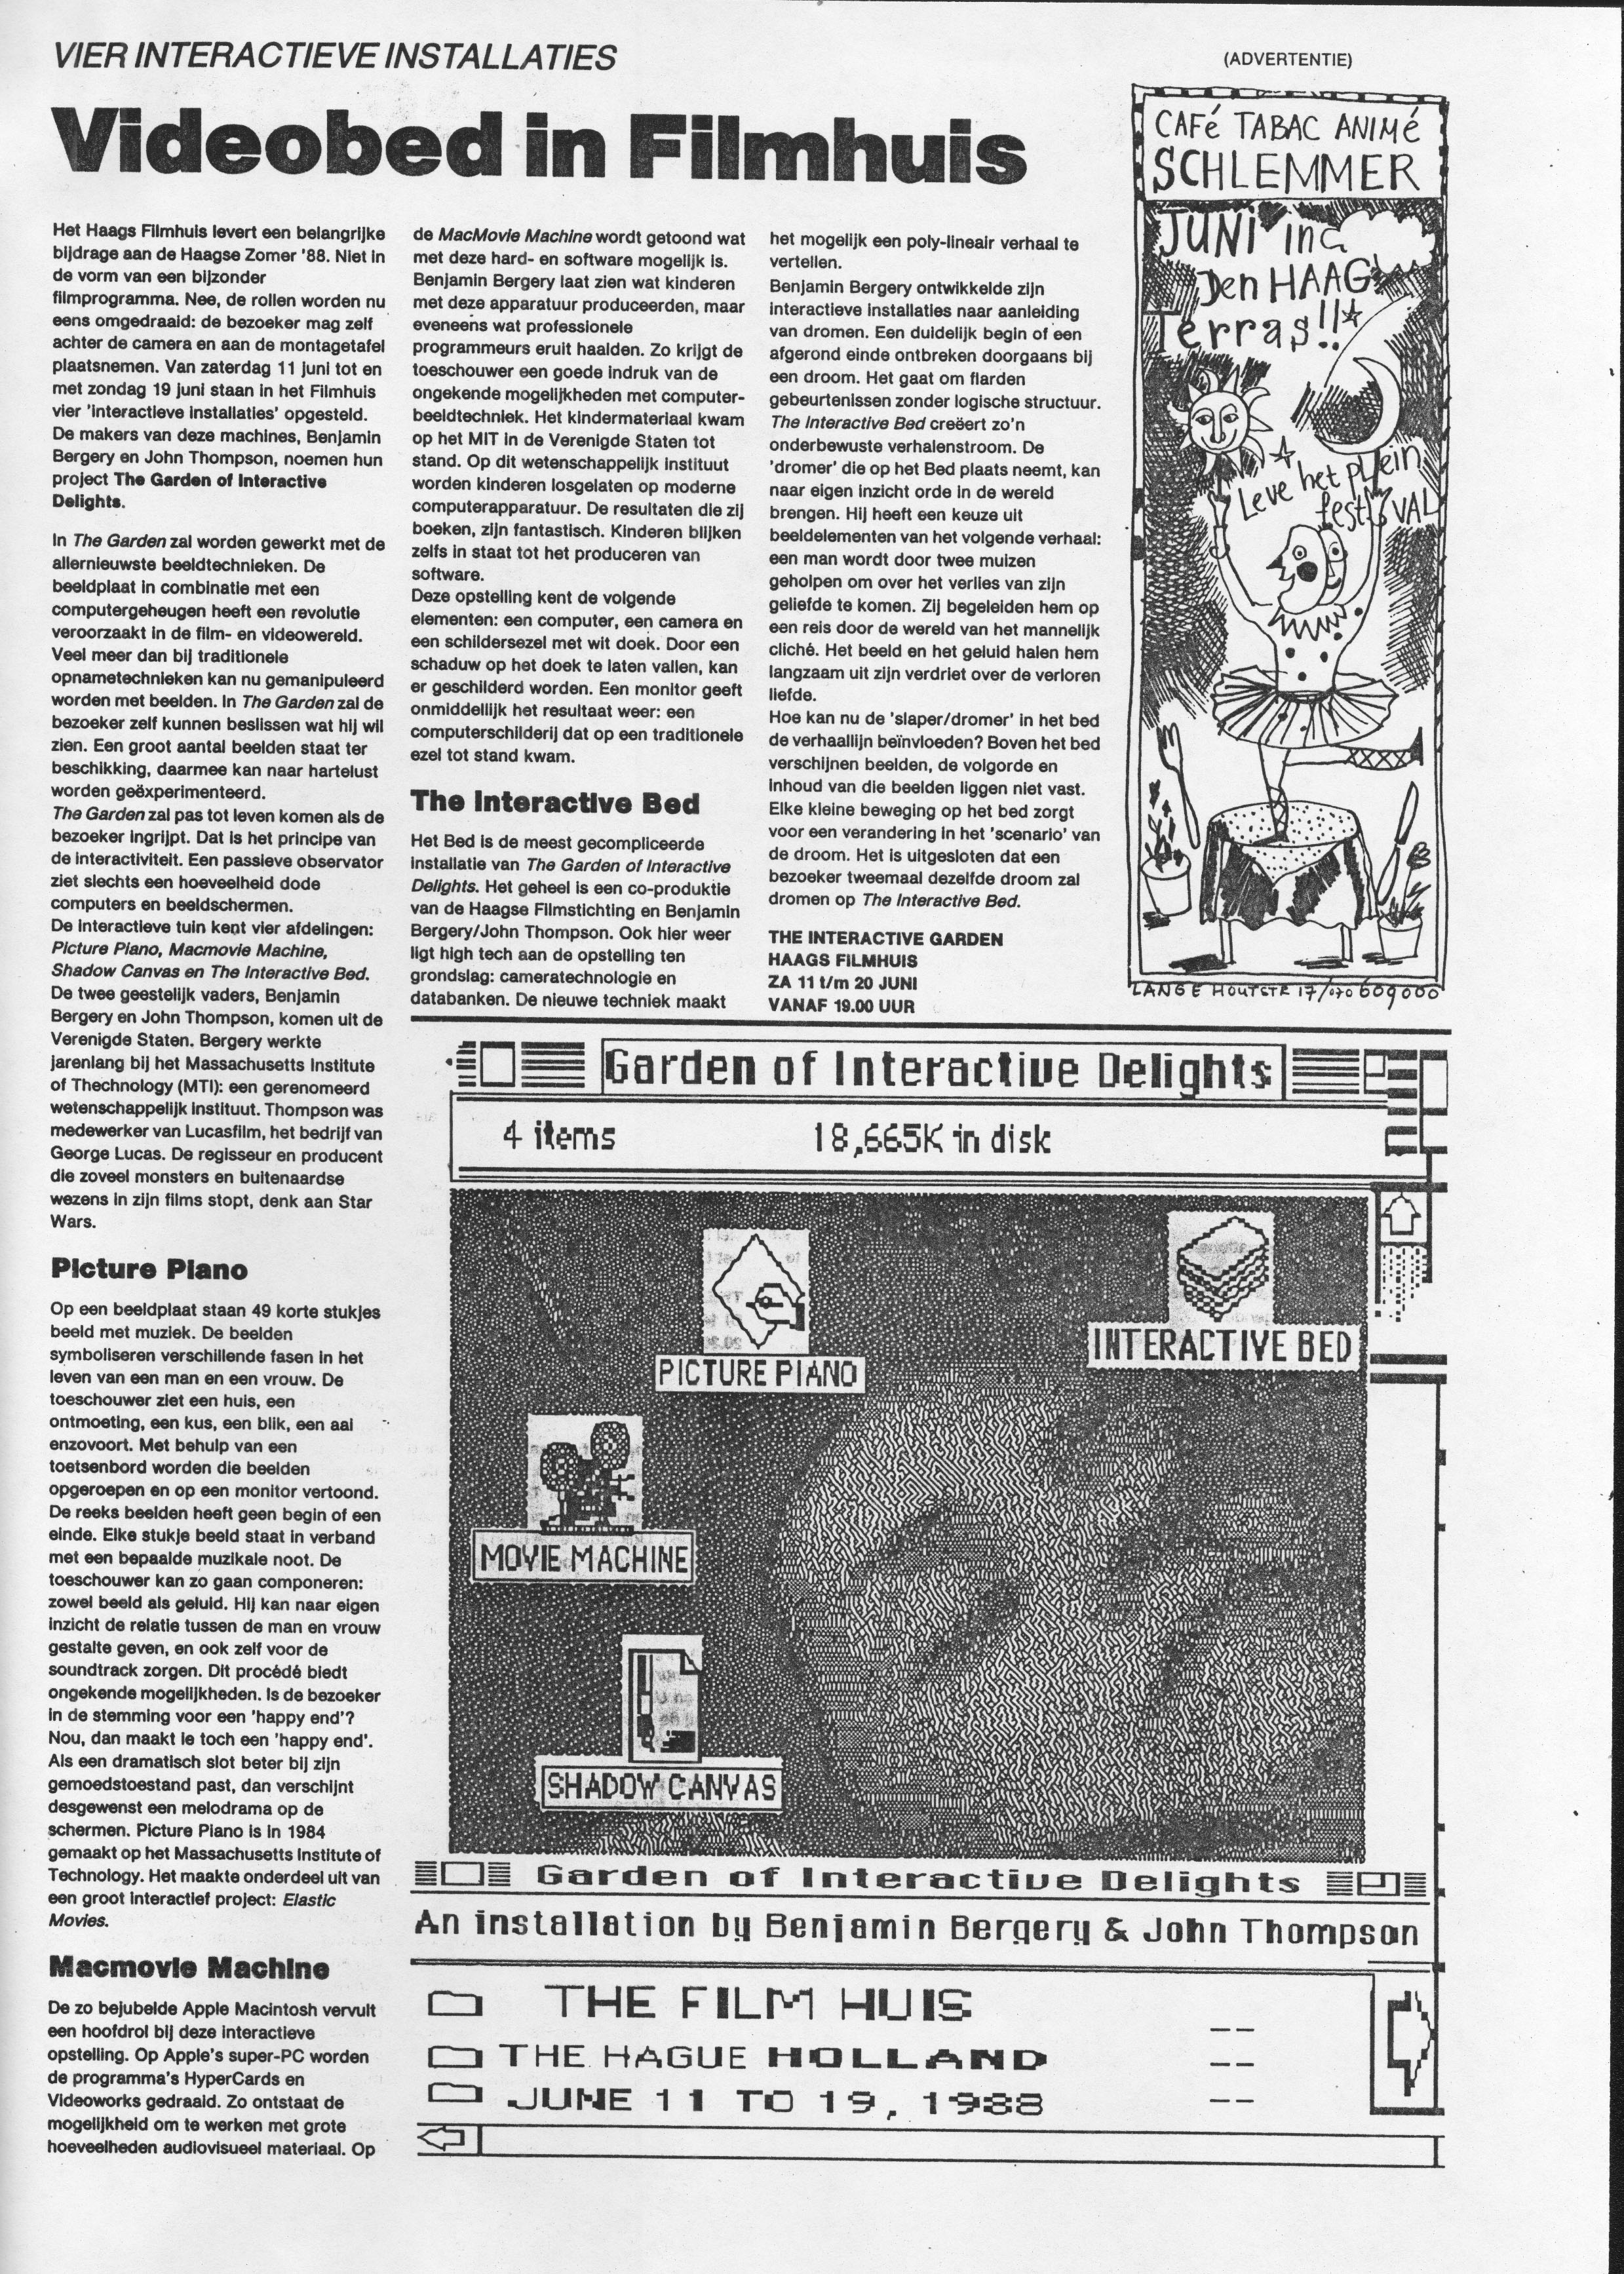 VIER INTERACTIEVE INSTALLATIES
Videobed in Filmhuis
Het Haags Filmhuis levert een belangrijke
bijdrage aan de Haagse Zomer '88. Niet in
de vorm van een bijzonder
filmprogramma. Nee, de rollen worden nu
eens omgedraaid: de bezoeker mag zelf
achter de camera en aan de montagetafel
plaatsnemen. Van zaterdag 11 juni tot en
met zondag 19 juni staan in het Filmhuis
vier 'interactieve installaties' opgesteld.
De makers van deze machines, Benjamin
Bergery en John Thompson, noemen hun
project The Garden of Interactive
Delights.
In The Garden zal worden gewerkt met de
allernieuwste beeldtechnieken. De
beeldplaat in combinatie met een
computergeheugen heeft een revolutie
veroorzaakt in de film- en videowereld.
Veel meer dan bij traditionele
opnametechnieken kan nu gemanipuleerd
worden met beelden. In The Garden zal de
bezoeker zelf kunnen beslissen wat hij wil
zien. Een groot aantal beelden staat ter
beschikking, daarmee kan naar hartelust
worden geëxperimenteerd.
The Garden zal pas tot leven komen als de
bezoeker ingrijpt. Dat is het principe van
de interactiviteit. Een passieve observator
ziet slechts een hoeveelheid dode
computers en beeldschermen.
De interactieve tuin kent vier afdelingen:
Picture Piano, Macmovie Machine,
Shadow Canvas en The Interactive Bed.
De twee geestelijk vaders, Benjamin
Bergery en John Thompson, komen uit de
Verenigde Staten. Bergery werkte
jarenlang bij het Massachusetts Institute
of Thechnology (MTI): een gerenomeerd
wetenschappelijk instituut. Thompson was
medewerker van Lucasfilm, het bedrijf van
George Lucas. De regisseur en producent
die zoveel monsters en buitenaardse
wezens in zijn films stopt, denk aan Star
Wars.
Picture Piano
Op een beeldplaat staan 49 korte stukjes
beeld met muziek. De beelden
symboliseren verschillende fasen in het
leven van een man en een vrouw. De
toeschouwer ziet een huis, een
ontmoeting, een kus, een blik, een aai
enzovoort. Met behulp van een
toetsenbord worden die beelden
opgeroepen en op een monitor vertoond.
De reeks beelden heeft geen begin of een
einde. Elke stukje beeld staat in verband
met een bepaalde muzikale noot. De
toeschouwer kan zo gaan componeren:
zowel beeld als geluid. Hij kan naar eigen
inzicht de relatie tussen de man en vrouw
gestalte geven, en ook zelf voor de
soundtrack zorgen. Dit procédé biedt
ongekende mogelijkheden. Is de bezoeker
in de stemming voor een 'happy end'?
Nou, dan maakt ie toch een 'happy end'.
Als een dramatisch slot beter bij zijn
gemoedstoestand past, dan verschijnt
desgewenst een melodrama op de
schermen. Picture Piano is in 1984
gemaakt op het Massachusetts Institute of
Technology. Het maakte onderdeel uit van
een groot interactief project: Elastic
Movies.
Macmovie Machine
De zo bejubelde Apple Macintosh vervult
een hoofdrol bij deze interactieve
opstelling. Op Apple's super-PC worden
de programma's HyperCards en
Videoworks gedraaid. Zo ontstaat de
mogelijkheid om te werken met grote
hoeveelheden audiovisueel materiaal. Op
de MacMovie Machine wordt getoond wat
met deze hard- en software mogelijk is.
Benjamin Bergery laat zien wat kinderen
met deze apparatuur produceerden, maar
eveneens wat professionele
programmeurs eruit haalden. Zo krijgt de
toeschouwer een goede indruk van de
ongekende mogelijkheden met computer-
beeldtechniek. Het kindermateriaal kwam
op het MIT in de Verenigde Staten tot
stand. Op dit wetenschappelijk instituut
worden kinderen losgelaten op moderne
computerapparatuur. De resultaten die zij
boeken, zijn fantastisch. Kinderen blijken
zelfs in staat tot het produceren van
software.
Deze opstelling kent de volgende
elementen: een computer, een camera en
een schildersezel met wit doek. Door een
schaduw op het doek te laten vallen, kan
er geschilderd worden. Een monitor geeft
onmiddellijk het resultaat weer: een
computerschilderij dat op een traditionele
ezel tot stand kwam.
The Interactive Bed
Het Bed is de meest gecompliceerde
installatie van The Garden of Interactive
Delights. Het geheel is een co-produktie
van de Haagse Filmstichting en Benjamin
Bergery/John Thompson. Ook hier weer
ligt high tech aan de opstelling ten
grondslag: cameratechnologie en
databanken. De nieuwe techniek maakt
het mogelijk een poly-lineair verhaal te
vertellen.
Benjamin Bergery ontwikkelde zijn
interactieve installaties naar aanleiding
van dromen. Een duidelijk begin of een
afgerond einde ontbreken doorgaans bij
een droom. Het gaat om flarden
gebeurtenissen zonder logische structuur.
The Interactive Bed creëert zo'n
onderbewuste verhalenstroom. De
'dromer' die op het Bed plaats neemt, kan
naar eigen inzicht orde in de wereld
brengen. Hij heeft een keuze uit
beeldelementen van het volgende verhaal:
een man wordt door twee muizen
geholpen om over het verlies van zijn
geliefde te komen. Zij begeleiden hem op
een reis door de wereld van het mannelijk
cliché. Het beeld en het geluid halen hem
langzaam uit zijn verdriet over de verloren
liefde.
Hoe kan nu de 'slaper/dromer' in het bed
de verhaallijn beïnvloeden? Boven het bed
verschijnen beelden, de volgorde en
inhoud van die beelden liggen niet vast.
Elke kleine beweging op het bed zorgt
voor een verandering in het 'scenario' van
de droom. Het is uitgesloten dat een
bezoeker tweemaal dezelfde droom zal
dromen op The Interactive Bed.
THE INTERACTIVE GARDEN
HAAGS FILMHUIS
ZA 11 t/m 20 JUNI
VANAF 19.00 UUR
(ADVERTENTIE)
CAFé TABAC ANIMé
SCHLEMMER
JUNI in
Den HAAG
Terras!!
Leve het plein
festIVAL
LANGE HOUTSTR 17/070 609000
Garden of Interactive Delights
4 items 18,665K in disk
PICTURE PIANO
INTERACTIVE BED
MOVIE MACHINE
SHADOW CANVAS
Garden of Interactive Delights
An installation by Benjamin Bergery & John Thompson
THE FILM HUIS --
THE HAGUE HOLLAND --
JUNE 11 TO 19, 1988 --